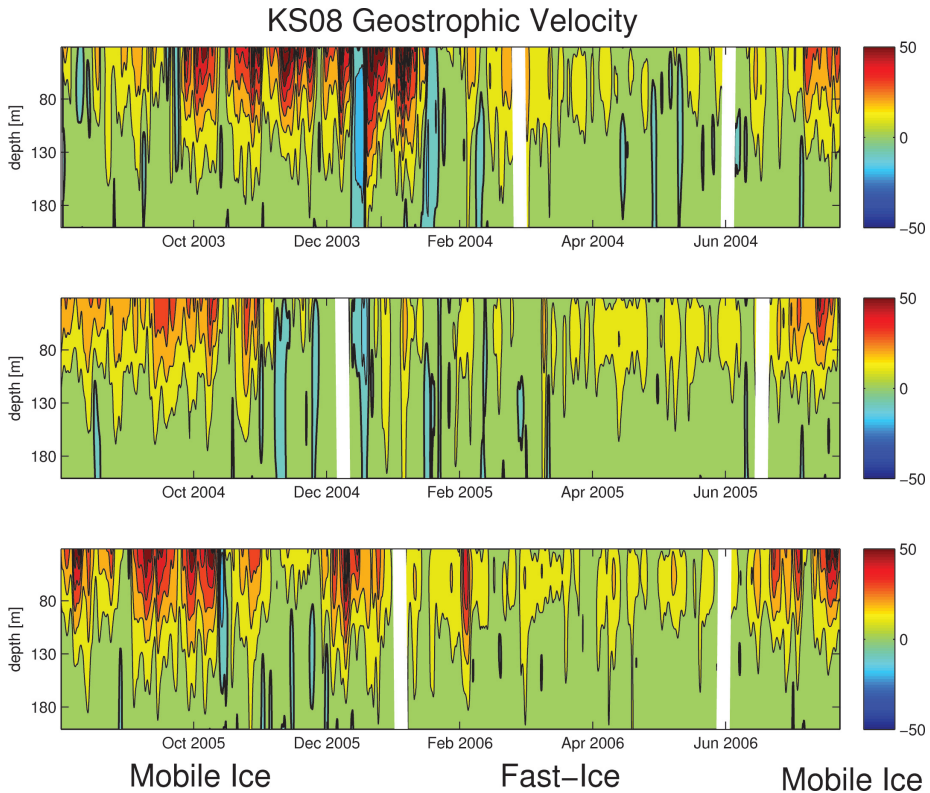 KS08 Geostrophic Velocity
depth [m]
80
130
180
Oct 2003 Dec 2003 Feb 2004 Apr 2004 Jun 2004
50
0
−50
depth [m]
80
130
180
Oct 2004 Dec 2004 Feb 2005 Apr 2005 Jun 2005
50
0
−50
depth [m]
80
130
180
Oct 2005 Dec 2005 Feb 2006 Apr 2006 Jun 2006
50
0
−50
Mobile Ice Fast−Ice Mobile Ice